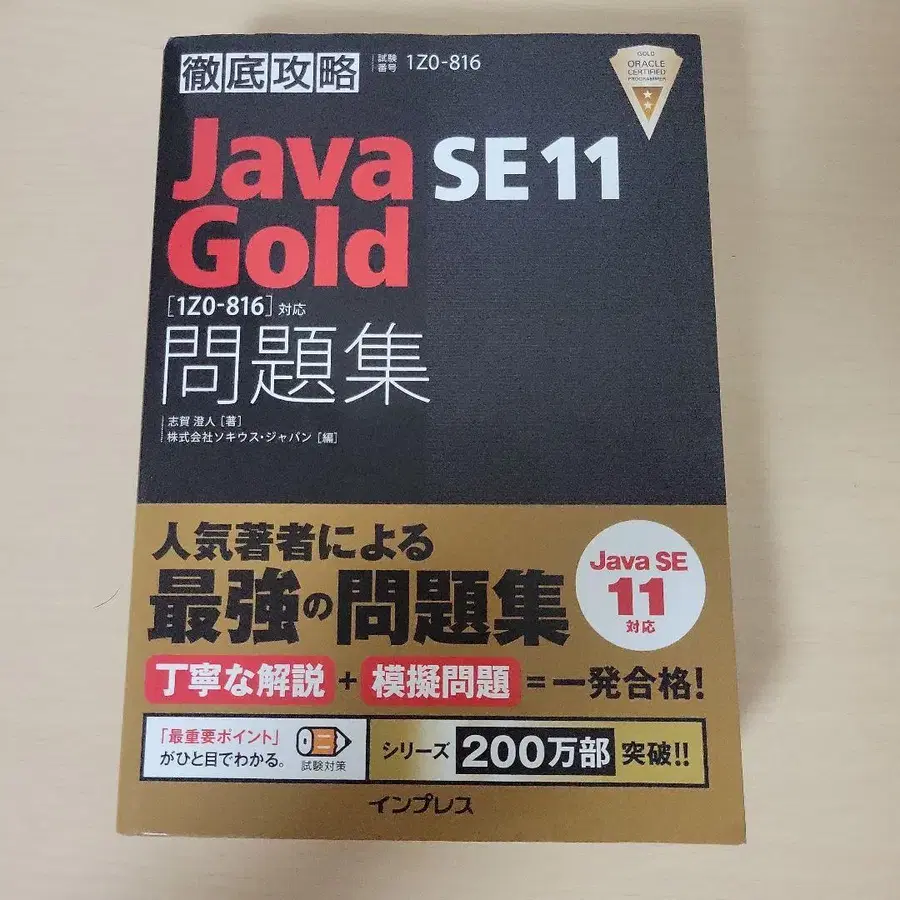 徹底攻略 試験番号 1Z0-816
GOLD
ORACLE
CERTIFIED
PROGRAMMER
Java SE 11
Gold
[1Z0-816] 対応
問題集
志賀 澄人 [著]
株式会社ソキウス・ジャパン [編]
人気著者による
最強の問題集
Java SE
11
対応
丁寧な解説 + 模擬問題 = 一発合格!
「最重要ポイント」
がひと目でわかる。
試験対策
シリーズ 200万部 突破!!
インプレス